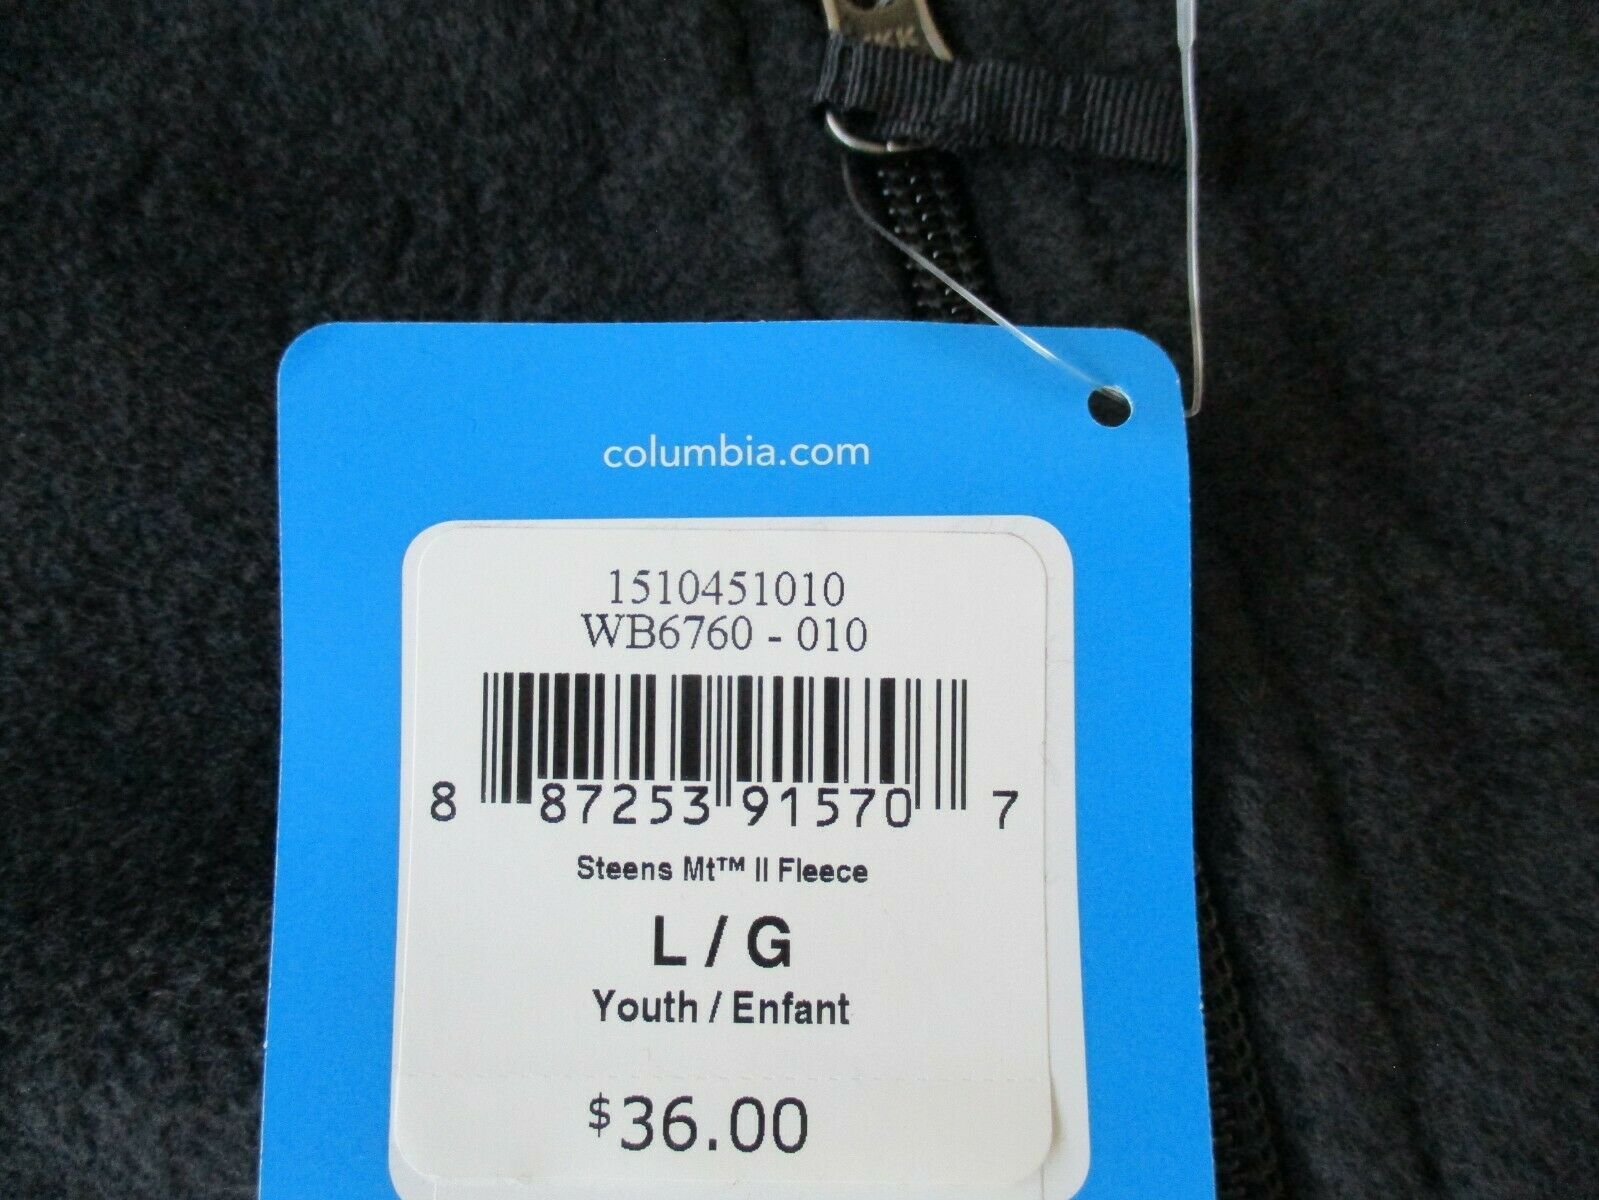 columbia.com
1510451010
WB6760 - 010
8 87253 91570 7
Steens Mt™ II Fleece
L / G
Youth / Enfant
$36.00